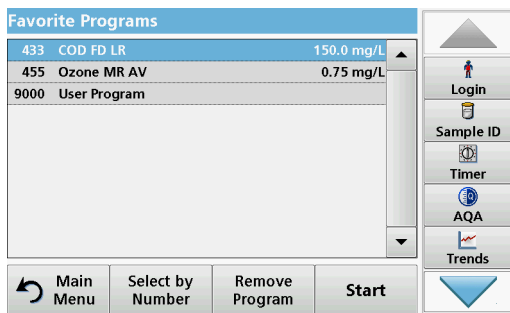 Favorite Programs
433 COD FD LR 150.0 mg/L
455 Ozone MR AV 0.75 mg/L
9000 User Program
Login
Sample ID
Timer
AQA
Trends
Main Menu
Select by Number
Remove Program
Start